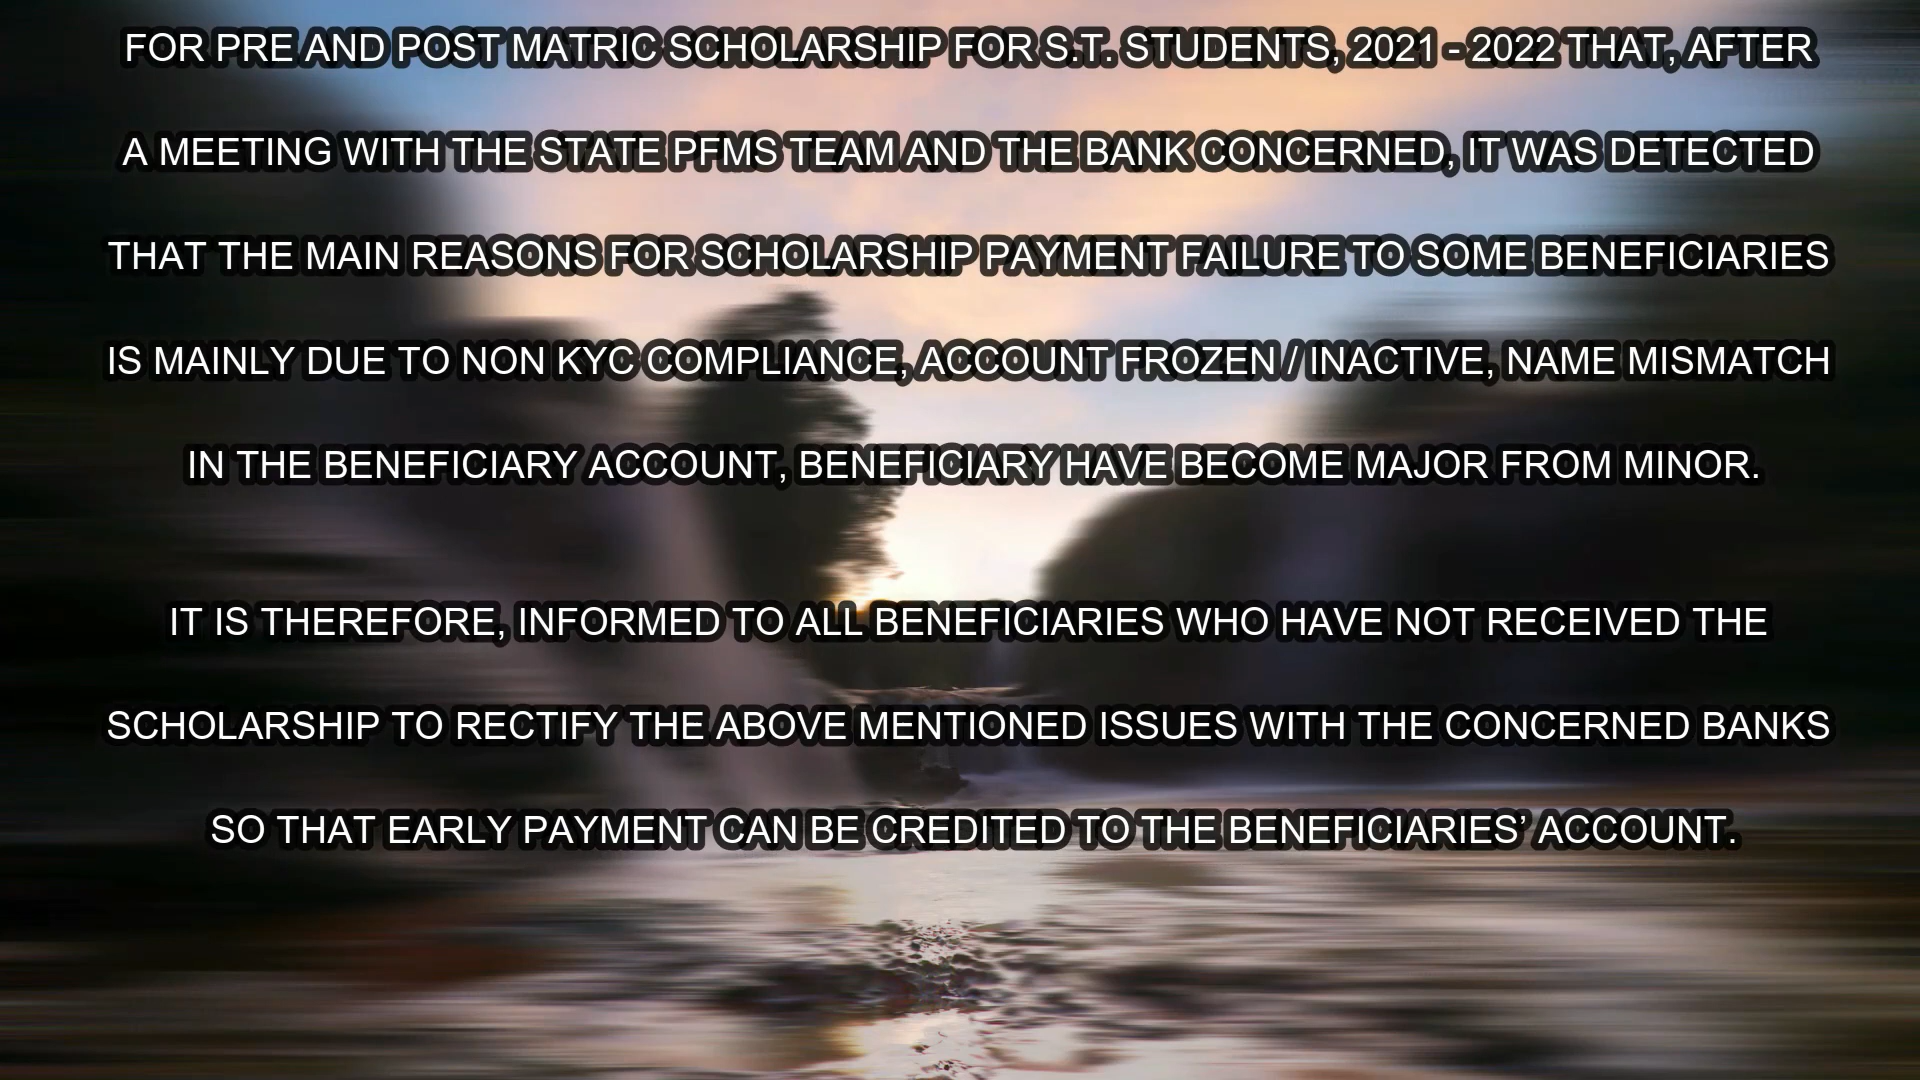 FOR PRE AND POST MATRIC SCHOLARSHIP FOR S.T. STUDENTS, 2021 - 2022 THAT, AFTER
A MEETING WITH THE STATE PFMS TEAM AND THE BANK CONCERNED, IT WAS DETECTED
THAT THE MAIN REASONS FOR SCHOLARSHIP PAYMENT FAILURE TO SOME BENEFICIARIES
IS MAINLY DUE TO NON KYC COMPLIANCE, ACCOUNT FROZEN / INACTIVE, NAME MISMATCH
IN THE BENEFICIARY ACCOUNT, BENEFICIARY HAVE BECOME MAJOR FROM MINOR.
IT IS THEREFORE, INFORMED TO ALL BENEFICIARIES WHO HAVE NOT RECEIVED THE
SCHOLARSHIP TO RECTIFY THE ABOVE MENTIONED ISSUES WITH THE CONCERNED BANKS
SO THAT EARLY PAYMENT CAN BE CREDITED TO THE BENEFICIARIES’ ACCOUNT.